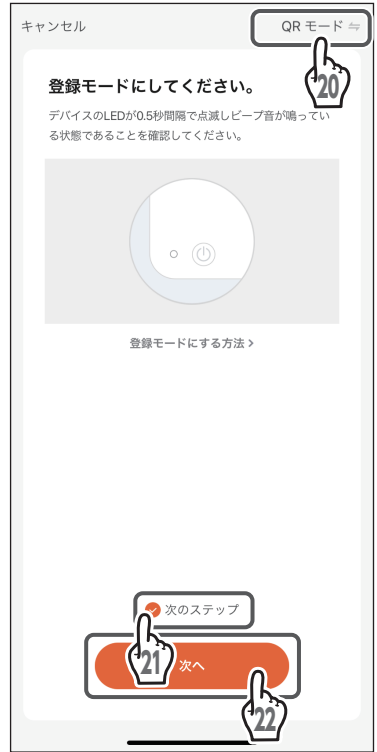 キャンセル
QR モード ⇋
20
登録モードにしてください。
デバイスのLEDが0.5秒間隔で点滅しビープ音が鳴ってい
る状態であることを確認してください。
登録モードにする方法 >
次のステップ
21
次へ
22